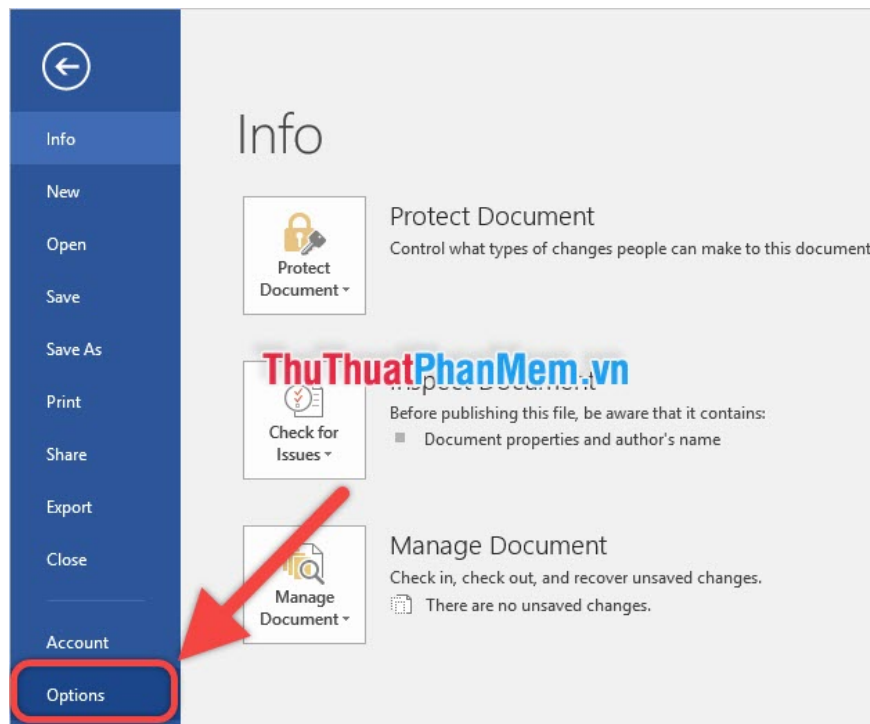 Info
New
Open
Save
Save As
Print
Share
Export
Close
Account
Options
Info
Protect
Document
Protect Document
Control what types of changes people can make to this document
ThuThuatPhanMem.vn
Inspect Document
Check for
Issues
Before publishing this file, be aware that it contains:
Document properties and author's name
Manage
Document
Manage Document
Check in, check out, and recover unsaved changes.
There are no unsaved changes.